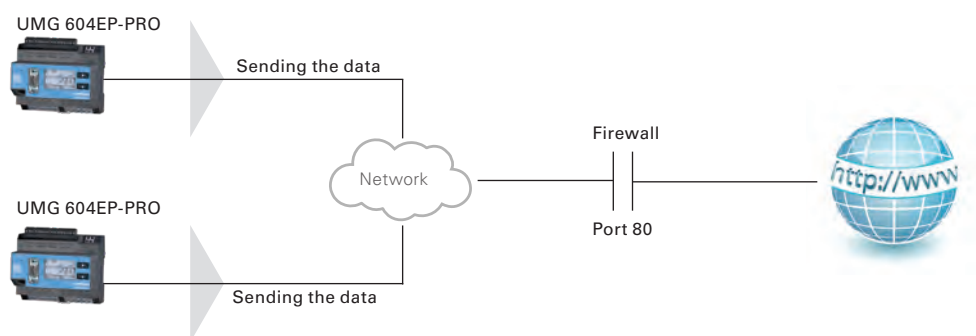 UMG 604EP-PRO
Sending the data
Firewall
Network
http://www
Port 80
UMG 604EP-PRO
Sending the data